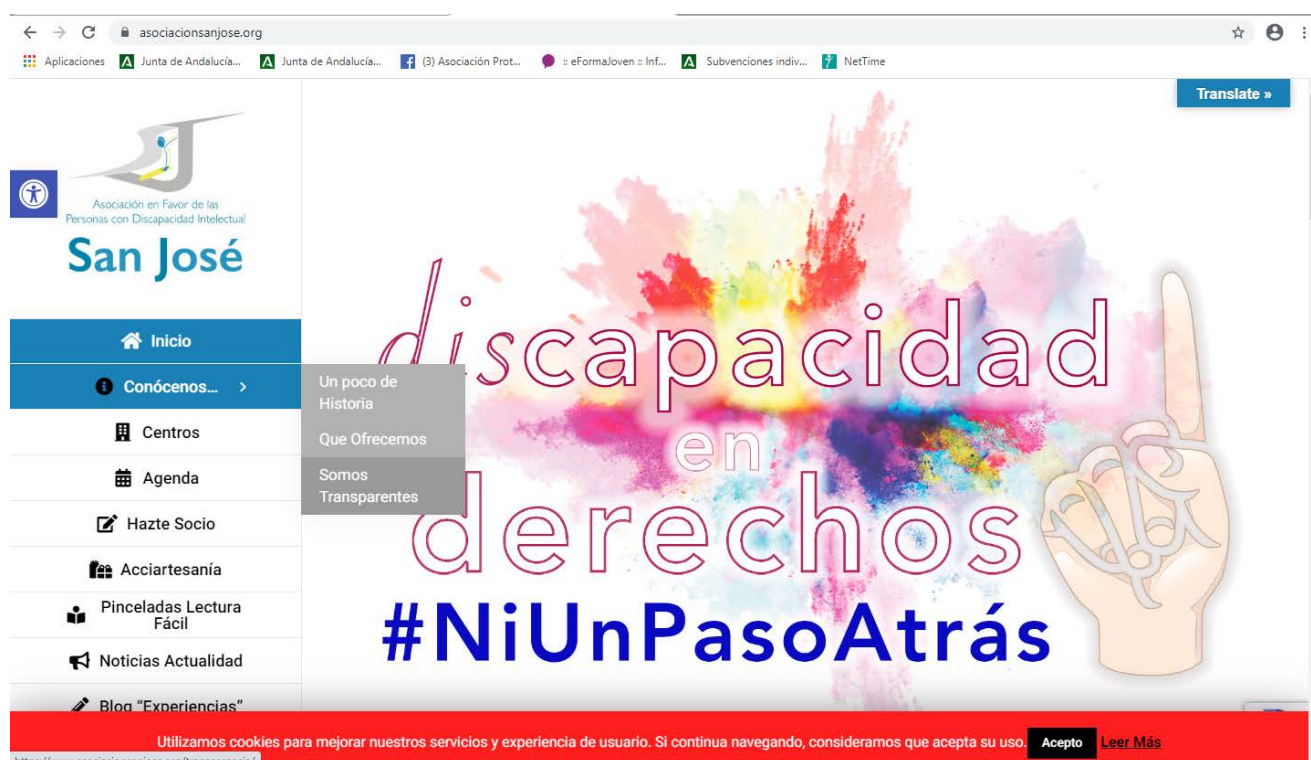 asociacionsanjose.org
Aplicaciones Junta de Andalucía... Junta de Andalucía... (3) Asociación Prot... :: eFormaJoven :: Inf... Subvenciones indiv... NetTime
Translate »
Asociación en Favor de las
Personas con Discapacidad Intelectual
San José
Inicio
Conócenos... >
Un poco de
Historia
Que Ofrecemos
Somos
Transparentes
Centros
Agenda
Hazte Socio
Acciartesanía
Pinceladas Lectura
Fácil
Noticias Actualidad
Blog "Experiencias"
discapacidad
en
derechos
#NiUnPasoAtrás
Utilizamos cookies para mejorar nuestros servicios y experiencia de usuario. Si continua navegando, consideramos que acepta su uso. Acepto Leer Más